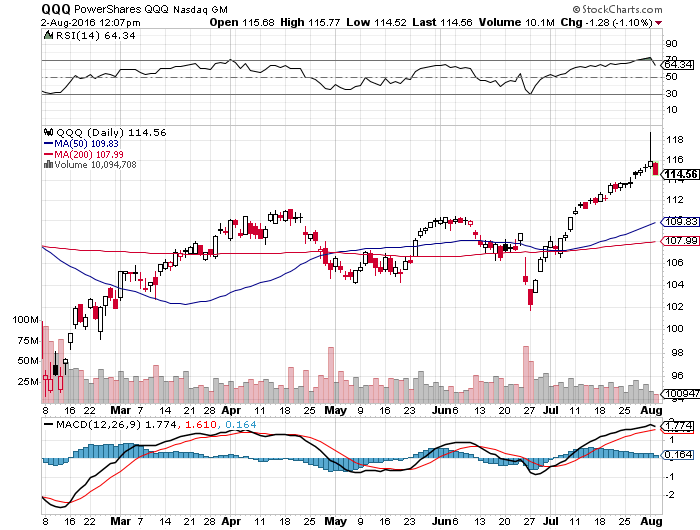 QQQ PowerShares QQQ Nasdaq GM © StockCharts.com
2-Aug-2016 12:07pm Open 115.68 High 115.77 Low 114.52 Last 114.56 Volume 10.1M Chg -1.28 (-1.10%)
RSI(14) 64.34
90
70
64.34
50
30
10
QQQ (Daily) 114.56
MA(50) 109.83
MA(200) 107.99
Volume 10,094,708
118
116
114.56
112
109.83
107.99
106
104
102
100
98
96
94
100M
75M
50M
25M
100947
8 16 22 Mar 7 14 21 28 Apr 11 18 25 May 9 16 23 Jun 6 13 20 27 Jul 11 18 25 Aug
MACD(12,26,9) 1.774, 1.610, 0.164
1.774
1
0.164
-1
-2
8 16 22 Mar 7 14 21 28 Apr 11 18 25 May 9 16 23 Jun 6 13 20 27 Jul 11 18 25 Aug